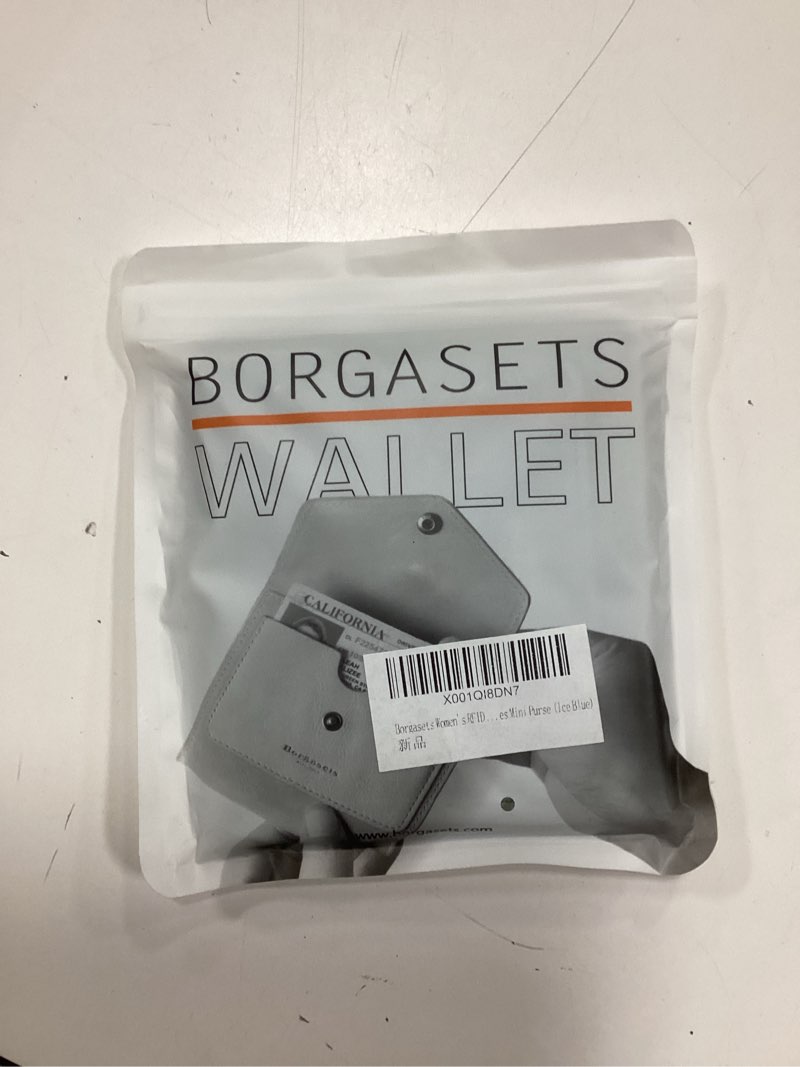 BORGASETS
WALLET
CALIFORNIA
X001QI8DN7
Borgasets Women's RFID...es Mini Purse (Ice Blue)
新品
Borgasets
www.borgasets.com